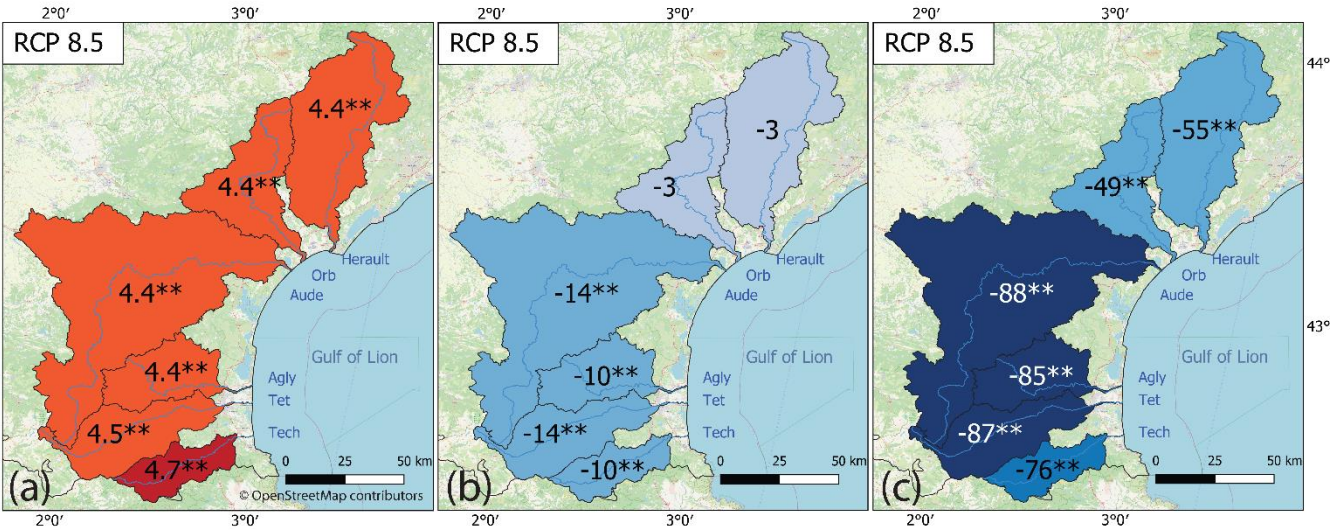 2°0'
3°0'
2°0'
3°0'
2°0'
3°0'
RCP 8.5
4.4**
4.4**
4.4**
4.4**
4.5**
4.7**
Herault
Orb
Aude
Gulf of Lion
Agly
Tet
Tech
0 25 50 km
(a)
© OpenStreetMap contributors
RCP 8.5
-3
-3
-14**
-10**
-14**
-10**
Herault
Orb
Aude
Gulf of Lion
Agly
Tet
Tech
0 25 50 km
(b)
RCP 8.5
-55**
-49**
-88**
-85**
-87**
-76**
Herault
Orb
Aude
Gulf of Lion
Agly
Tet
Tech
0 25 50 km
(c)
44°
43°
2°0'
3°0'
2°0'
3°0'
2°0'
3°0'